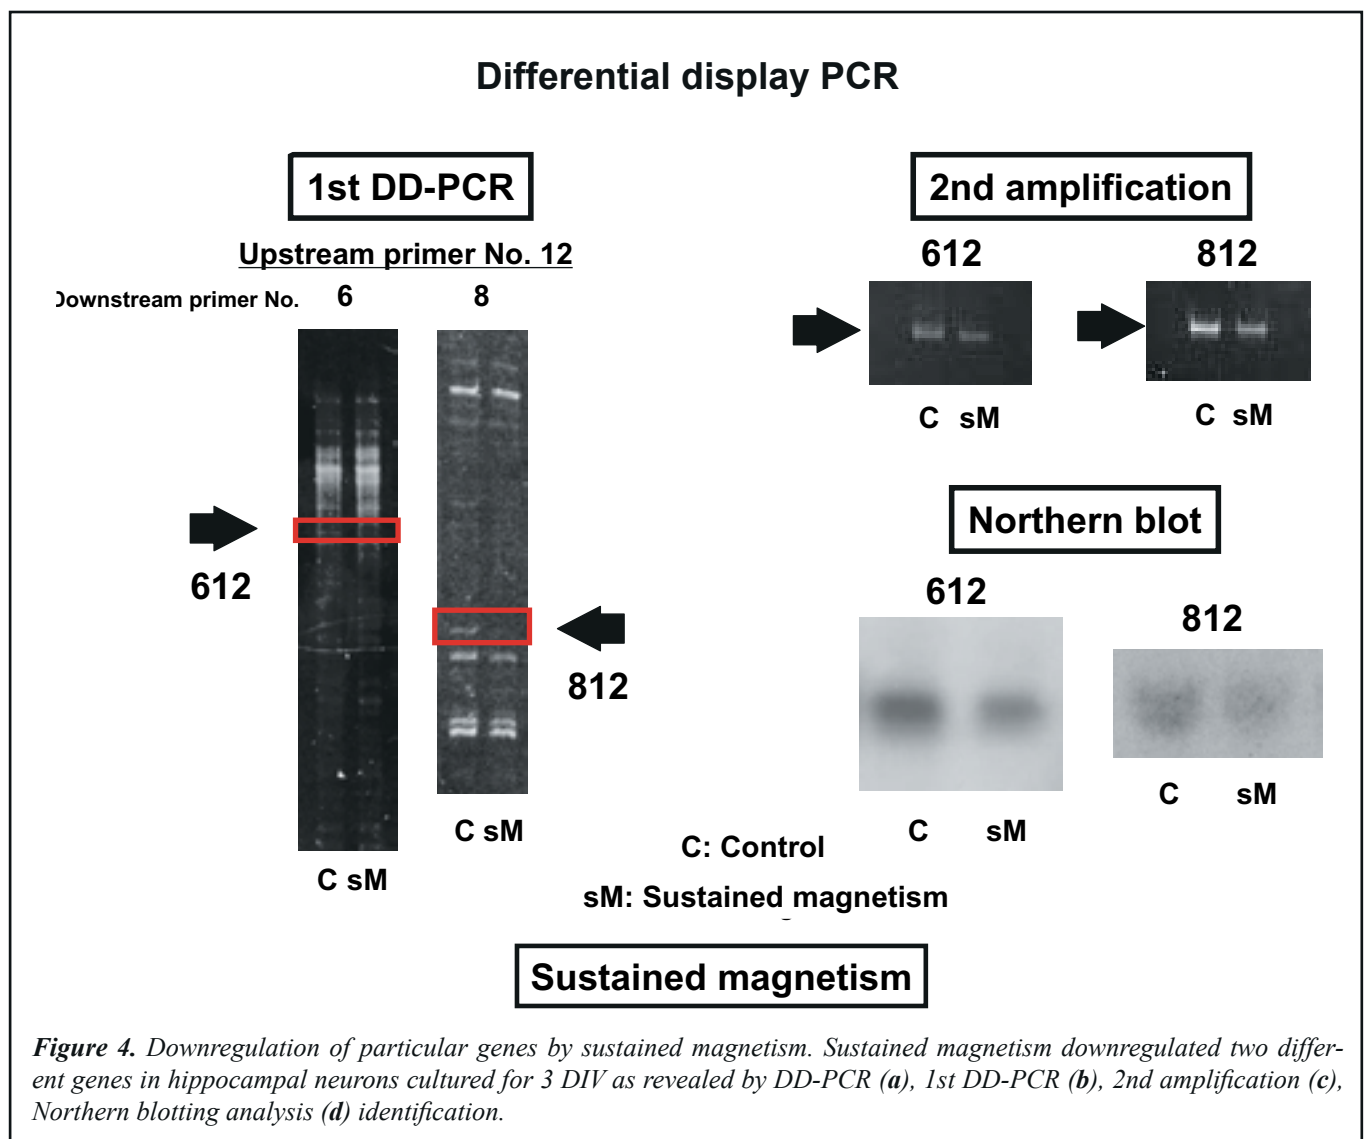 Differential display PCR
1st DD-PCR
Upstream primer No. 12
Downstream primer No. 6 8
612
812
C sM
C sM
2nd amplification
612 812
C sM C sM
Northern blot
612
812
C sM
C sM
C: Control
sM: Sustained magnetism
Sustained magnetism
Figure 4. Downregulation of particular genes by sustained magnetism. Sustained magnetism downregulated two differ-
ent genes in hippocampal neurons cultured for 3 DIV as revealed by DD-PCR (a), 1st DD-PCR (b), 2nd amplification (c),
Northern blotting analysis (d) identification.